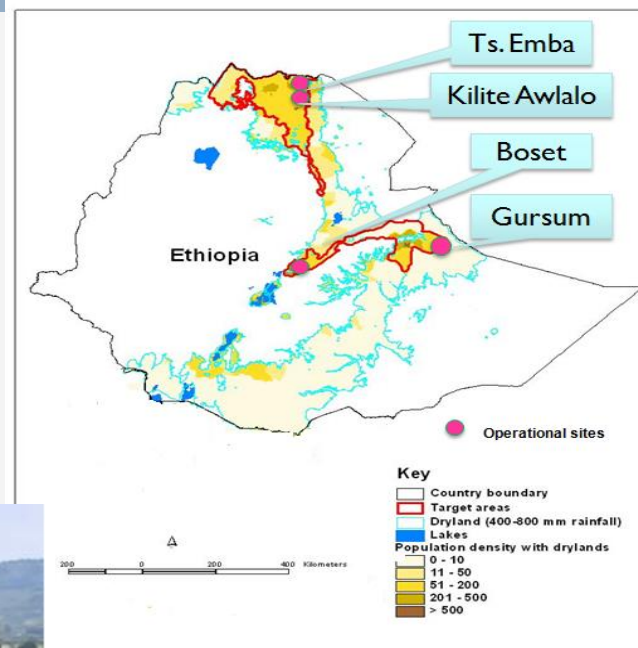 Ts. Emba
Kilite Awlalo
Boset
Gursum
Ethiopia
Operational sites
Key
Country boundary
Target areas
Dryland (400-800 mm rainfall)
Lakes
Population density with drylands
0 - 10
11 - 50
51 - 200
201 - 500
> 500
200 0 200 400 Kilometers